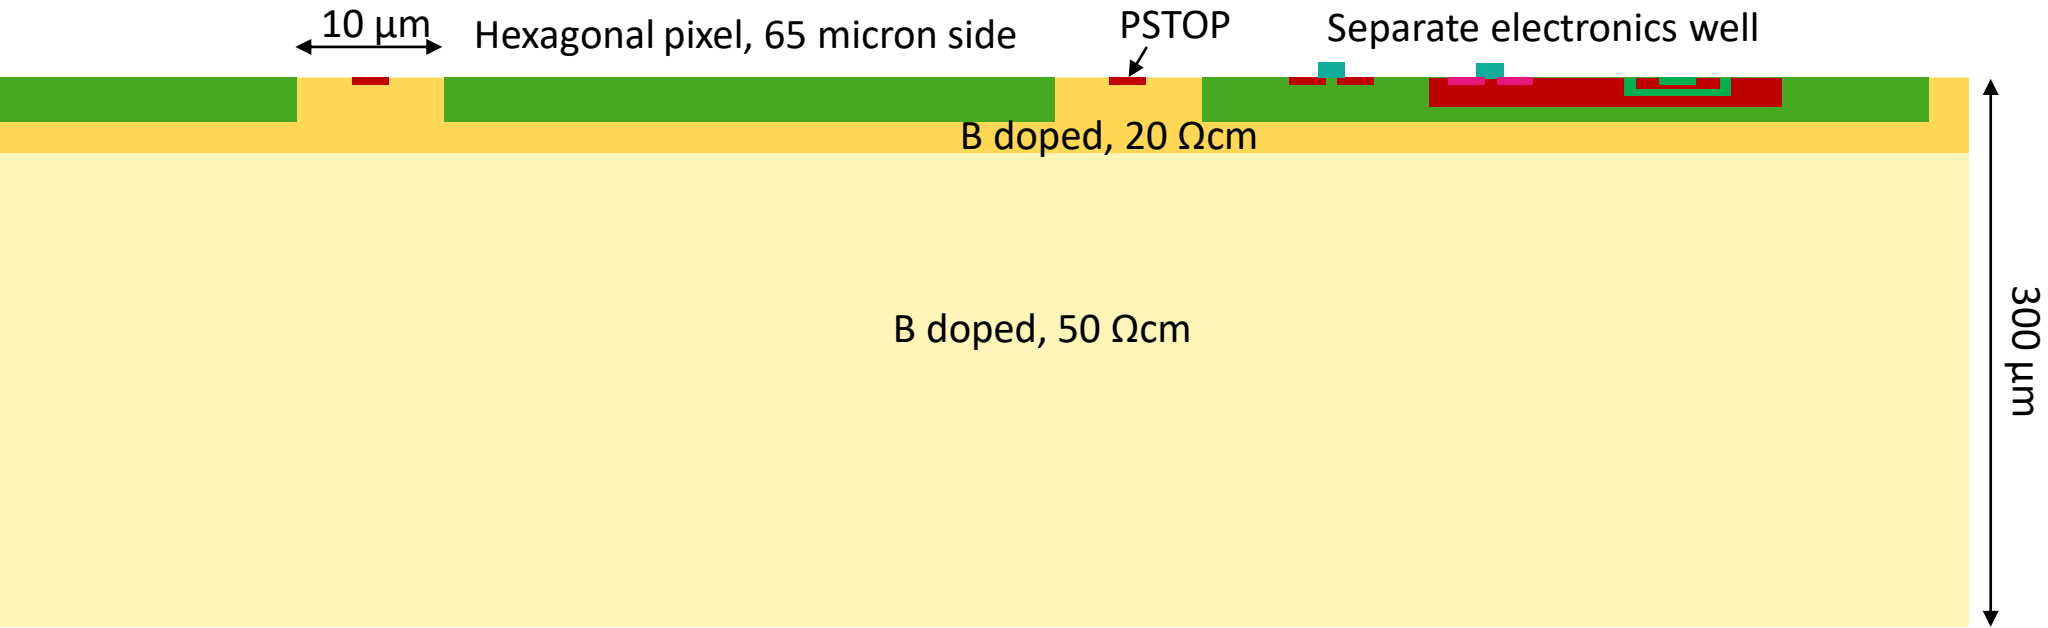 10 µm
Hexagonal pixel, 65 micron side
PSTOP
Separate electronics well
B doped, 20 Ωcm
B doped, 50 Ωcm
300 µm